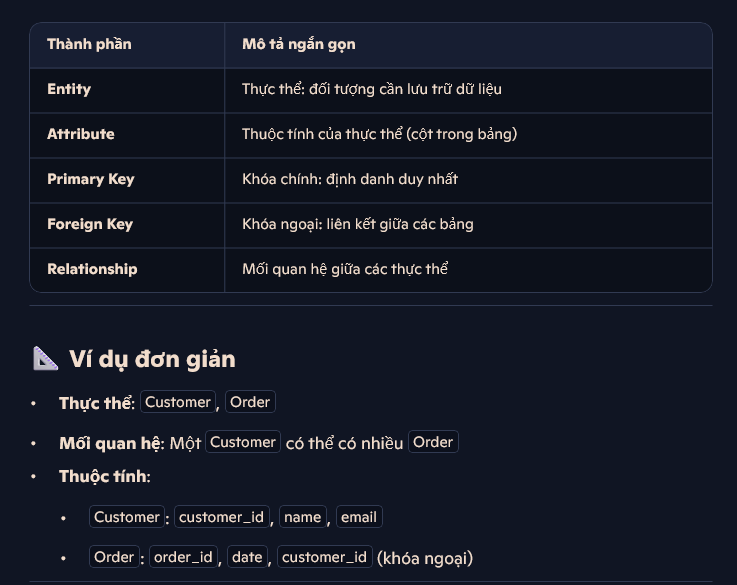 Thành phần Mô tả ngắn gọn
Entity Thực thể: đối tượng cần lưu trữ dữ liệu
Attribute Thuộc tính của thực thể (cột trong bảng)
Primary Key Khóa chính: định danh duy nhất
Foreign Key Khóa ngoại: liên kết giữa các bảng
Relationship Mối quan hệ giữa các thực thể
Ví dụ đơn giản
• Thực thể: Customer, Order
• Mối quan hệ: Một Customer có thể có nhiều Order
• Thuộc tính:
• Customer: customer_id, name, email
• Order: order_id, date, customer_id (khóa ngoại)